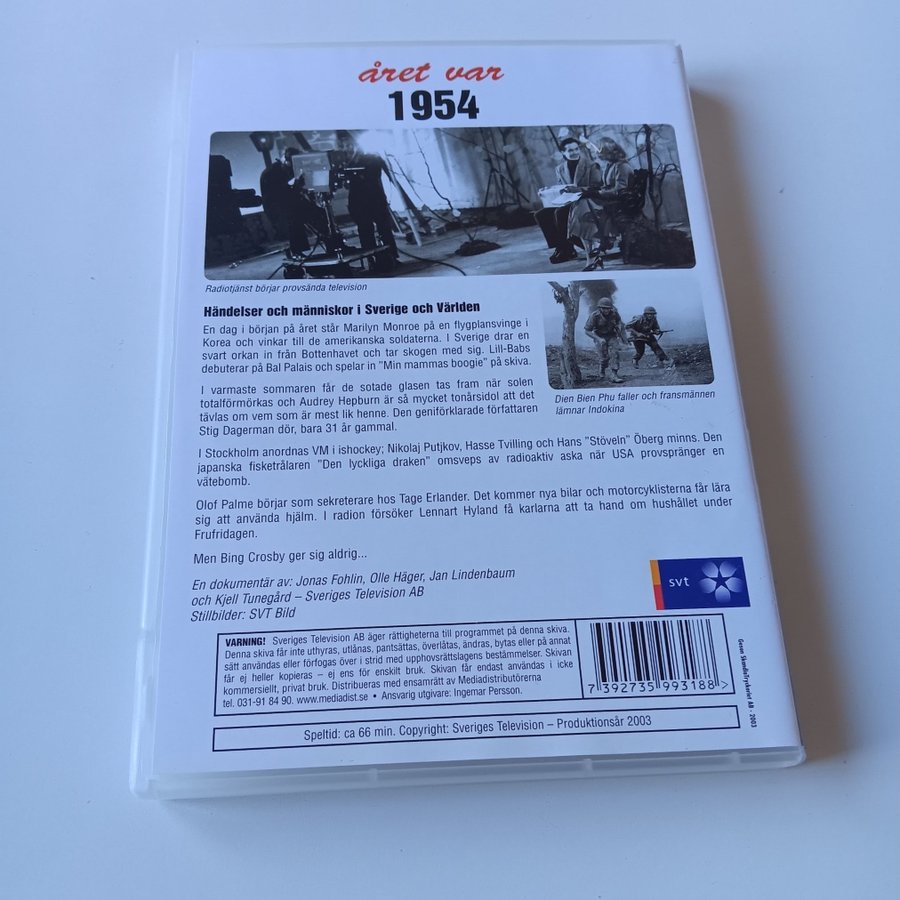 året var
1954
Radiotjänst börjar provsända television
Händelser och människor i Sverige och Världen
En dag i början på året står Marilyn Monroe på en flygplansvinge i
Korea och vinkar till de amerikanska soldaterna. I Sverige drar en
svart orkan in från Bottenhavet och tar skogen med sig. Lill-Babs
debuterar på Bal Palais och spelar in "Min mammas boogie" på skiva.
I varmaste sommaren får de sotade glasen tas fram när solen
totalförmörkas och Audrey Hepburn är så mycket tonårsidol att det
tävlas om vem som är mest lik henne. Den geniförklarade författaren
Stig Dagerman dör, bara 31 år gammal.
Dien Bien Phu faller och fransmännen
lämnar Indokina
I Stockholm anordnas VM i ishockey; Nikolaj Putjkov, Hasse Tvilling och Hans "Stöveln" Öberg minns. Den
japanska fisketrålaren "Den lyckliga draken" omsveps av radioaktiv aska när USA provspränger en
vätebomb.
Olof Palme börjar som sekreterare hos Tage Erlander. Det kommer nya bilar och motorcyklisterna får lära
sig att använda hjälm. I radion försöker Lennart Hyland få karlarna att ta hand om hushållet under
Frufridagen.
Men Bing Crosby ger sig aldrig...
En dokumentär av: Jonas Fohlin, Olle Häger, Jan Lindenbaum
och Kjell Tunegård – Sveriges Television AB
Stillbilder: SVT Bild
svt
VARNING! Sveriges Television AB äger rättigheterna till programmet på denna skiva.
Denna skiva får inte uthyras, utlånas, pantsättas, överlåtas, ändras, bytas eller på annat
sätt användas eller förfogas över i strid med upphovsrättslagens bestämmelser. Skivan
får ej heller kopieras – ej ens för enskilt bruk. Skivan får endast användas i icke
kommersiellt, privat bruk. Distribueras med ensamrätt av Mediadistributörerna
tel. 031-91 84 90. www.mediadist.se • Ansvarig utgivare: Ingemar Persson.
7 392735 993188 >
Geson SkandiaTryckeriet AB - 2003
Speltid: ca 66 min. Copyright: Sveriges Television – Produktionsår 2003